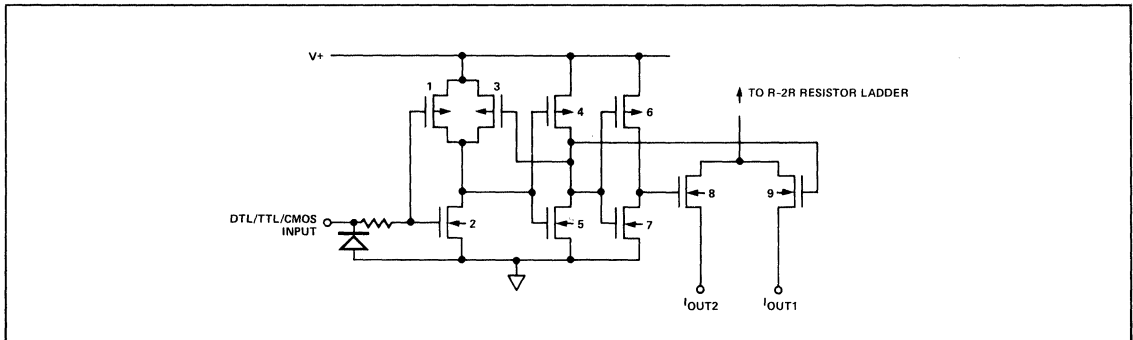 V+
1
3
4
6
TO R-2R RESISTOR LADDER
8
9
DTL/TTL/CMOS
INPUT
2
5
7
IOUT2
IOUT1